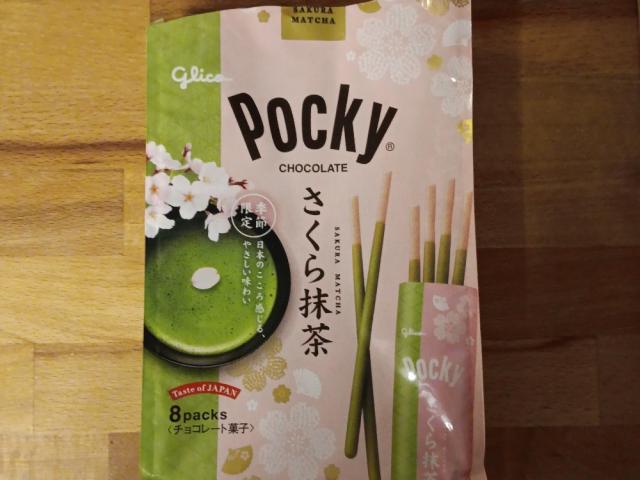 SAKURA
MATCHA
Glico
Pocky®
CHOCOLATE
さくら抹茶
SAKURA MATCHA
季節
限定
日本のこころ感じる、
やさしい味わい
Taste of JAPAN
8packs
〈チョコレート菓子〉
Glico
Pocky
さくら抹茶